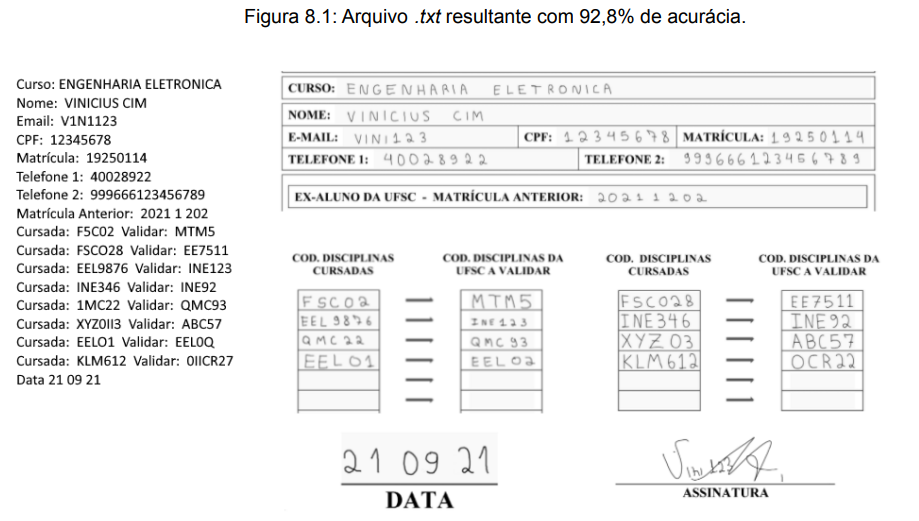 Figura 8.1: Arquivo .txt resultante com 92,8% de acurácia.
Curso: ENGENHARIA ELETRONICA
Nome: VINICIUS CIM
Email: V1N1123
CPF: 12345678
Matrícula: 19250114
Telefone 1: 40028922
Telefone 2: 999666123456789
Matrícula Anterior: 2021 1 202
Cursada: F5C02 Validar: MTM5
Cursada: FSCO28 Validar: EE7511
Cursada: EEL9876 Validar: INE123
Cursada: INE346 Validar: INE92
Cursada: 1MC22 Validar: QMC93
Cursada: XYZ0II3 Validar: ABC57
Cursada: EELO1 Validar: EEL0Q
Cursada: KLM612 Validar: 0IICR27
Data 21 09 21
CURSO: ENGENHARIA ELETRONICA
NOME: VINICIUS CIM
E-MAIL: VINI123 CPF: 12345678 MATRÍCULA: 19250114
TELEFONE 1: 40028922 TELEFONE 2: 999666123456789
EX-ALUNO DA UFSC - MATRÍCULA ANTERIOR: 2021 1 202
COD. DISCIPLINAS CURSADAS COD. DISCIPLINAS DA UFSC A VALIDAR COD. DISCIPLINAS CURSADAS COD. DISCIPLINAS DA UFSC A VALIDAR
FSC02 — MTM5 FSC028 — EE7511
EEL9876 — INE123 INE346 — INE92
QMC22 — QMC93 XYZ03 — ABC57
EEL01 — EEL02 KLM612 — OCR22
21 09 21
DATA
Vini 123
ASSINATURA